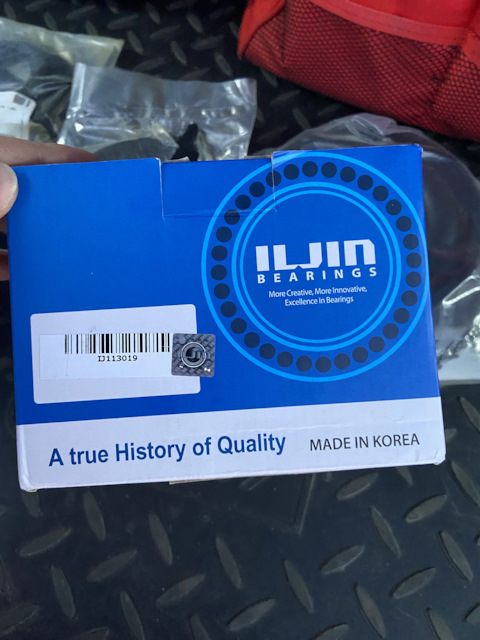 ILJIN
BEARINGS
More Creative, More Innovative,
Excellence In Bearings
IJ113019
A true History of Quality
MADE IN KOREA